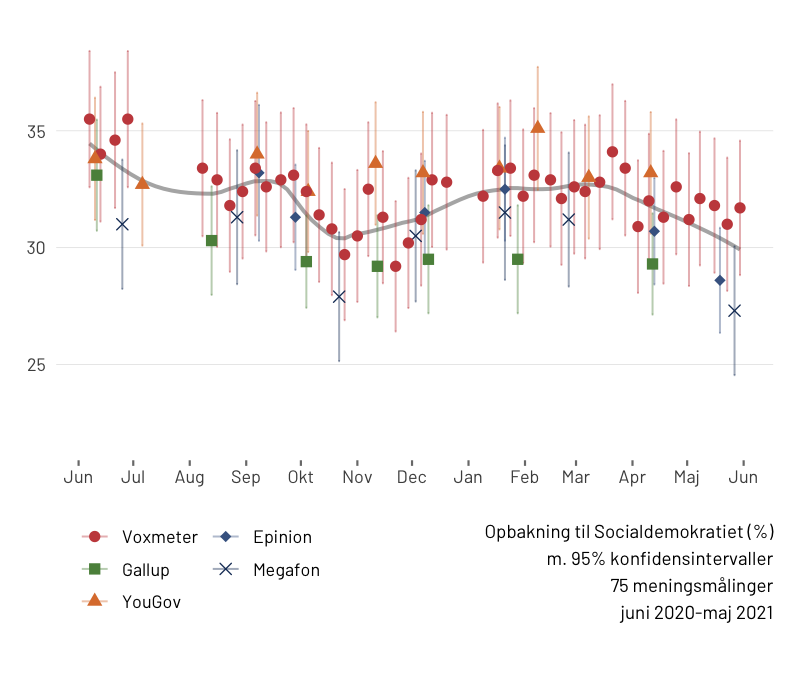 35
30
25
Jun Jul Aug Sep Okt Nov Dec Jan Feb Mar Apr Maj Jun
Voxmeter Epinion
Gallup Megafon
YouGov
Opbakning til Socialdemokratiet (%)
m. 95% konfidensintervaller
75 meningsmålinger
juni 2020-maj 2021